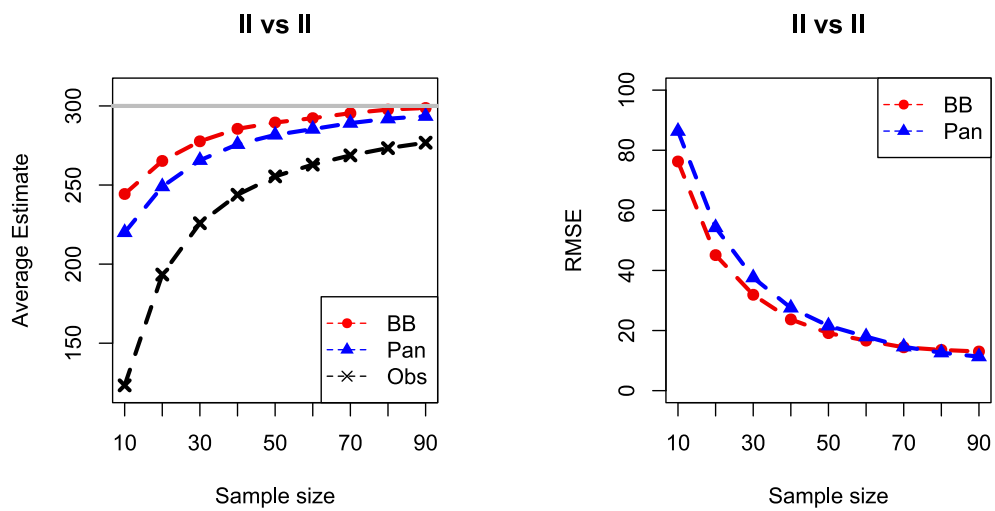 II vs II
Average Estimate
300
250
200
150
BB
Pan
Obs
10 30 50 70 90
Sample size
II vs II
RMSE
100
80
60
40
20
0
BB
Pan
10 30 50 70 90
Sample size